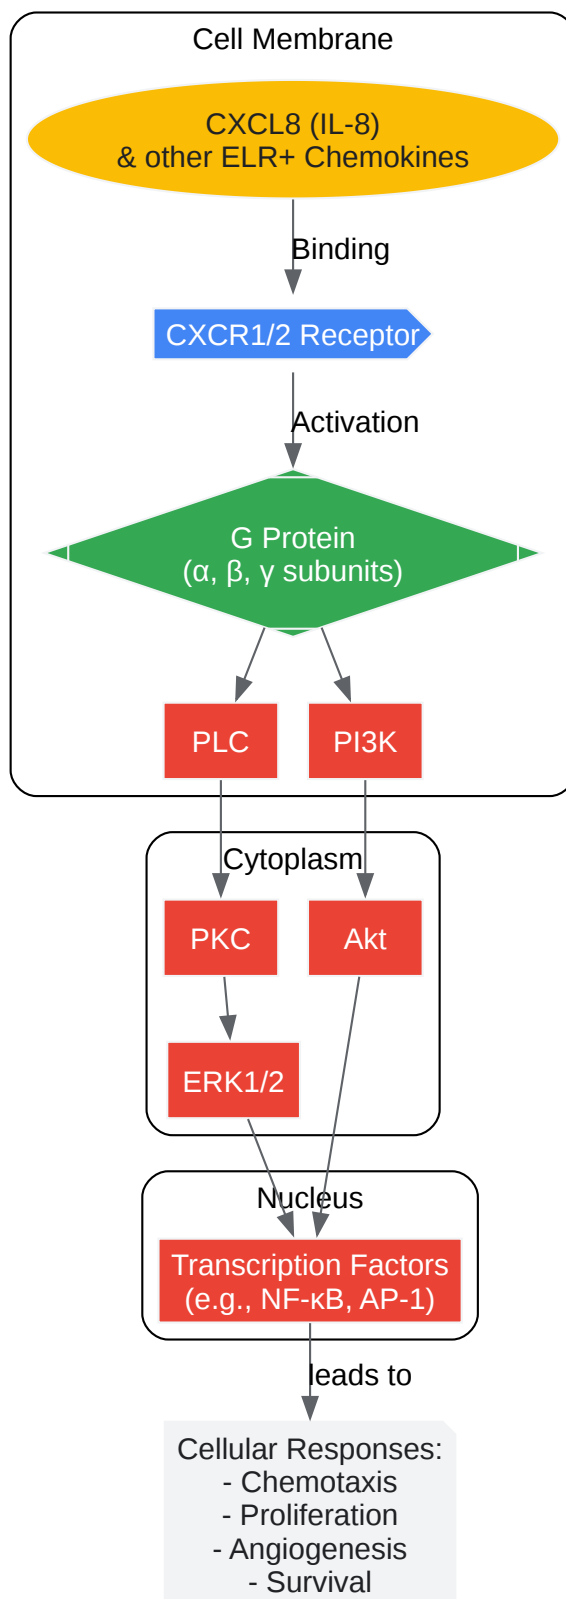 Cell Membrane
CXCL8 (IL-8)
& other ELR+ Chemokines
Binding
CXCR1/2 Receptor
Activation
G Protein
(α, β, γ subunits)
PLC
PI3K
Cytoplasm
PKC
Akt
ERK1/2
Nucleus
Transcription Factors
(e.g., NF-κB, AP-1)
leads to
Cellular Responses:
- Chemotaxis
- Proliferation
- Angiogenesis
- Survival